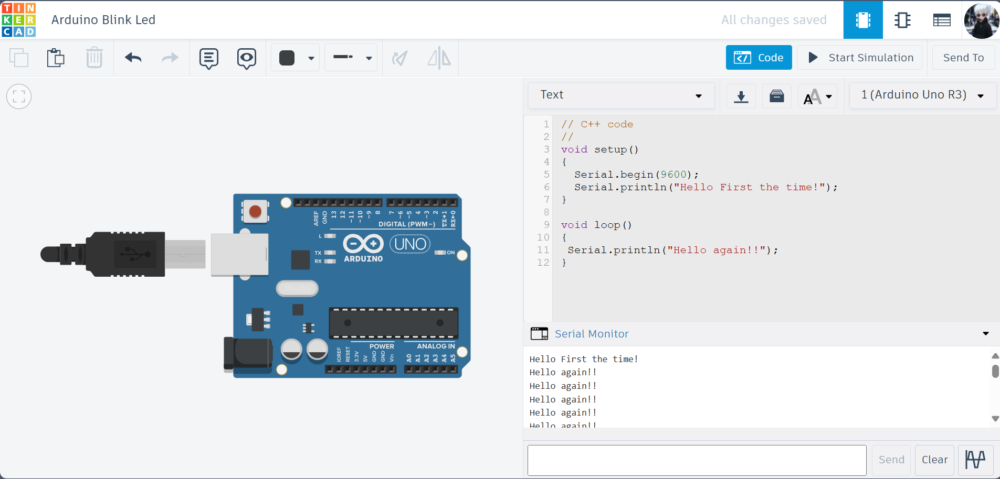 TIN
KER
CAD
Arduino Blink Led
All changes saved
Code
Start Simulation
Send To
Text
1 (Arduino Uno R3)
1 // C++ code
2 //
3 void setup()
4 {
5 Serial.begin(9600);
6 Serial.println("Hello First the time!");
7 }
8
9 void loop()
10 {
11 Serial.println("Hello again!!");
12 }
AREF
GND
13
12
~11
~10
~9
8
7
~6
~5
4
~3
2
TX→1
RX←0
DIGITAL (PWM~)
L
TX
RX
ARDUINO
UNO
ON
POWER
ANALOG IN
IOREF
RESET
3.3V
5V
GND
GND
Vin
A0
A1
A2
A3
A4
A5
Serial Monitor
Hello First the time!
Hello again!!
Hello again!!
Hello again!!
Hello again!!
Hello again!!
Send
Clear